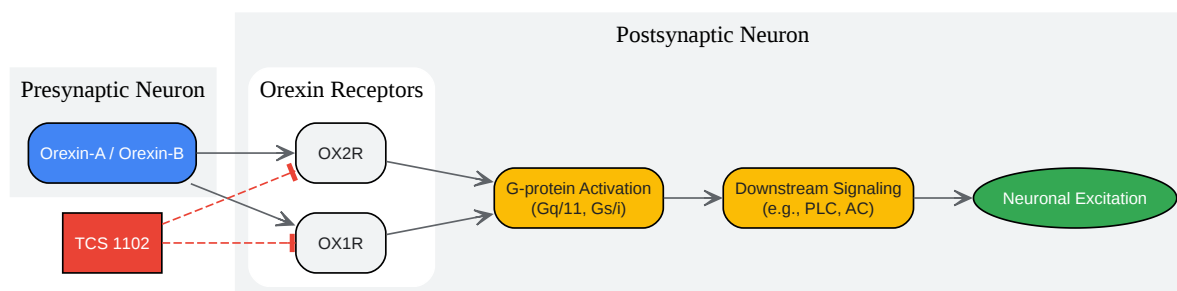 Postsynaptic Neuron
Presynaptic Neuron
Orexin Receptors
Orexin-A / Orexin-B
OX2R
G-protein Activation
(Gq/11, Gs/i)
Downstream Signaling
(e.g., PLC, AC)
Neuronal Excitation
TCS 1102
OX1R